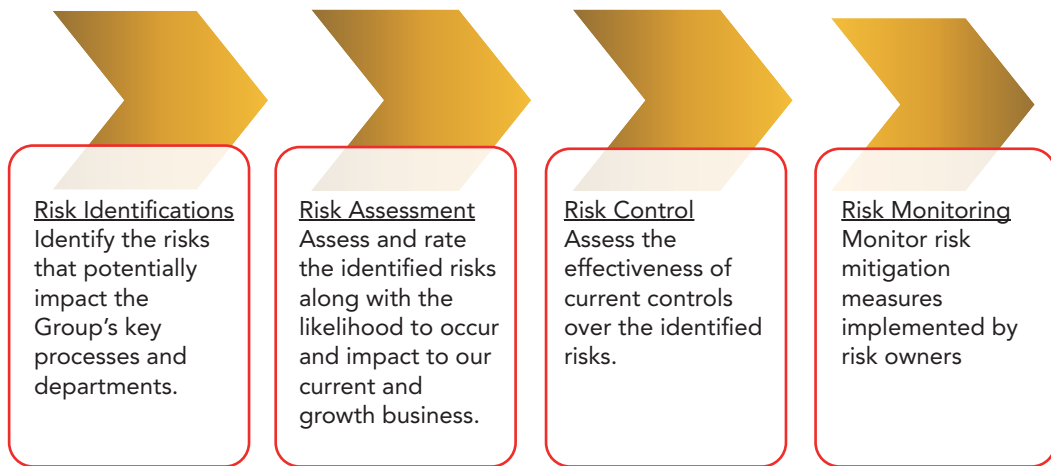 Risk Identifications
Identify the risks
that potentially
impact the
Group’s key
processes and
departments.
Risk Assessment
Assess and rate
the identified risks
along with the
likelihood to occur
and impact to our
current and
growth business.
Risk Control
Assess the
effectiveness of
current controls
over the identified
risks.
Risk Monitoring
Monitor risk
mitigation
measures
implemented by
risk owners